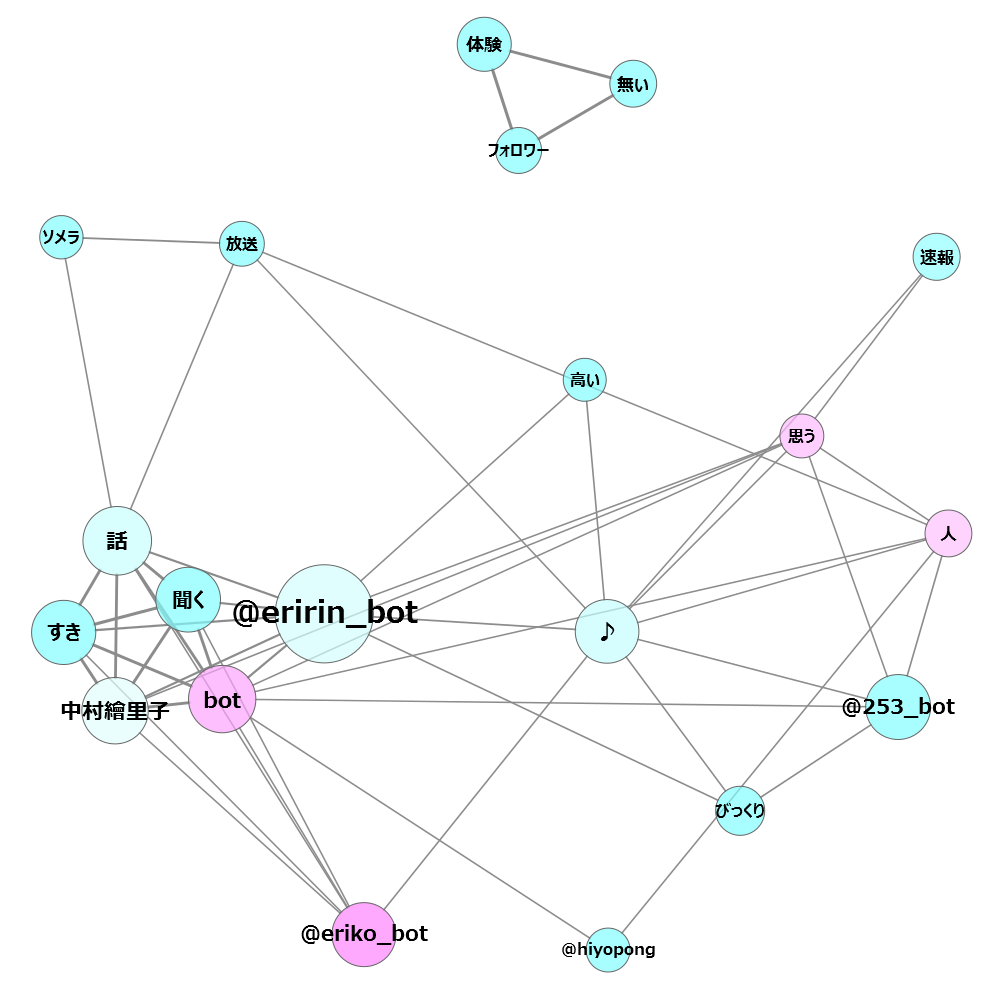 体験
無い
フォロワー
ソメラ
放送
速報
高い
思う
人
話
聞く
@eririn_bot
すき
♪
bot
中村繪里子
@253_bot
びっくり
@eriko_bot
@hiyopong